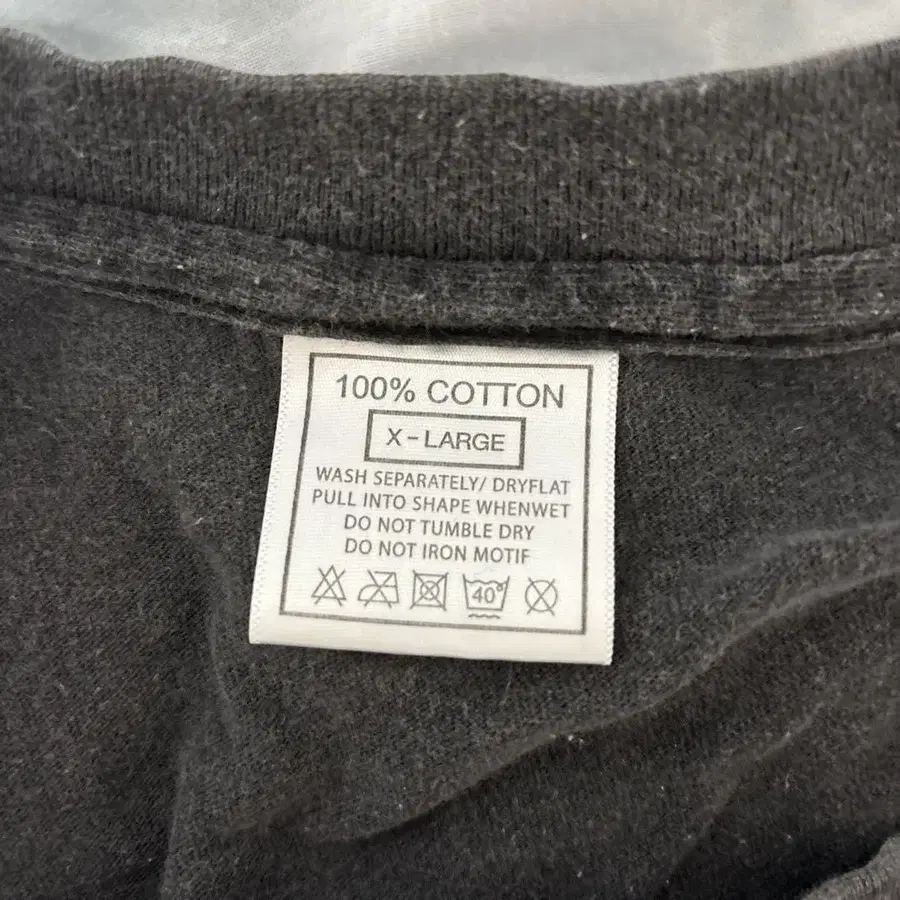 100% COTTON
X-LARGE
WASH SEPARATELY/ DRYFLAT
PULL INTO SHAPE WHENWET
DO NOT TUMBLE DRY
DO NOT IRON MOTIF
40°